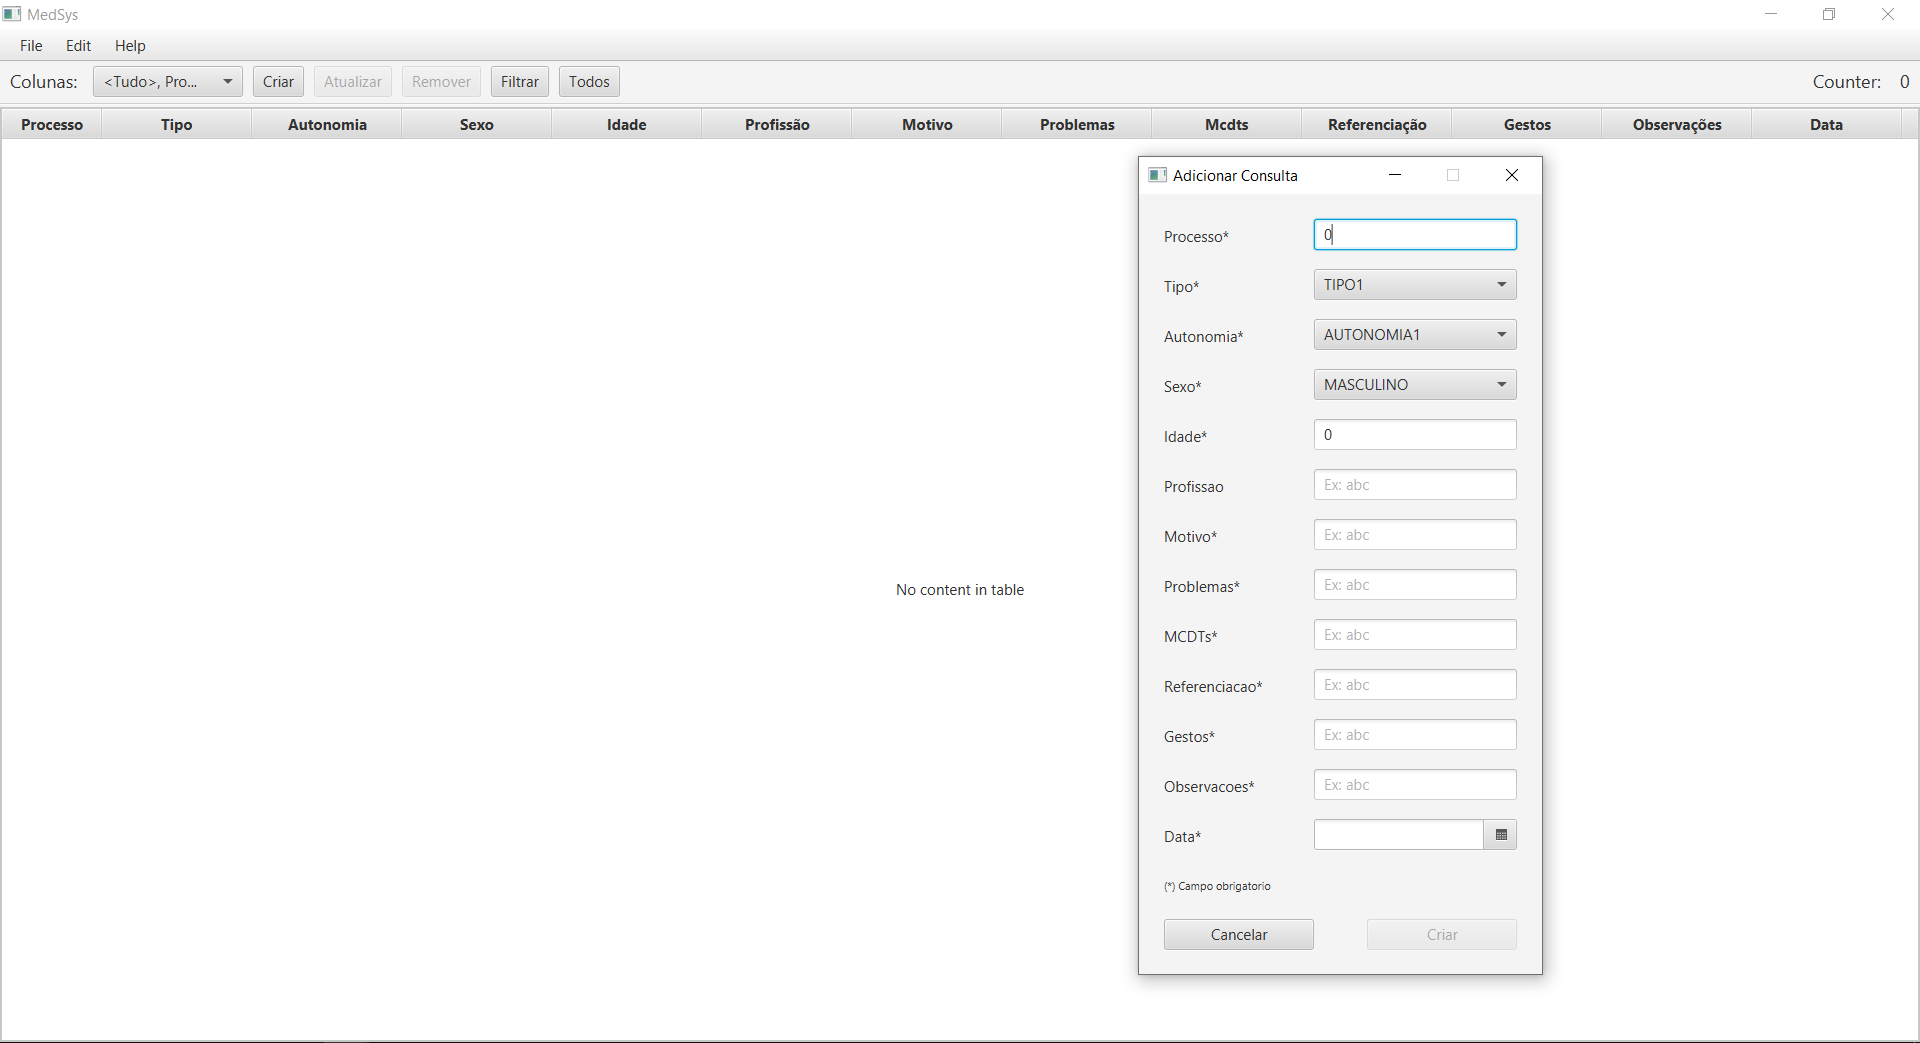 MedSys
File Edit Help
Colunas: <Tudo>, Pro... Criar Atualizar Remover Filtrar Todos Counter: 0
Processo Tipo Autonomia Sexo Idade Profissão Motivo Problemas Mcdts Referenciação Gestos Observações Data
No content in table
Adicionar Consulta
Processo* 0
Tipo* TIPO1
Autonomia* AUTONOMIA1
Sexo* MASCULINO
Idade* 0
Profissao Ex: abc
Motivo* Ex: abc
Problemas* Ex: abc
MCDTs* Ex: abc
Referenciacao* Ex: abc
Gestos* Ex: abc
Observacoes* Ex: abc
Data*
(*) Campo obrigatorio
Cancelar Criar